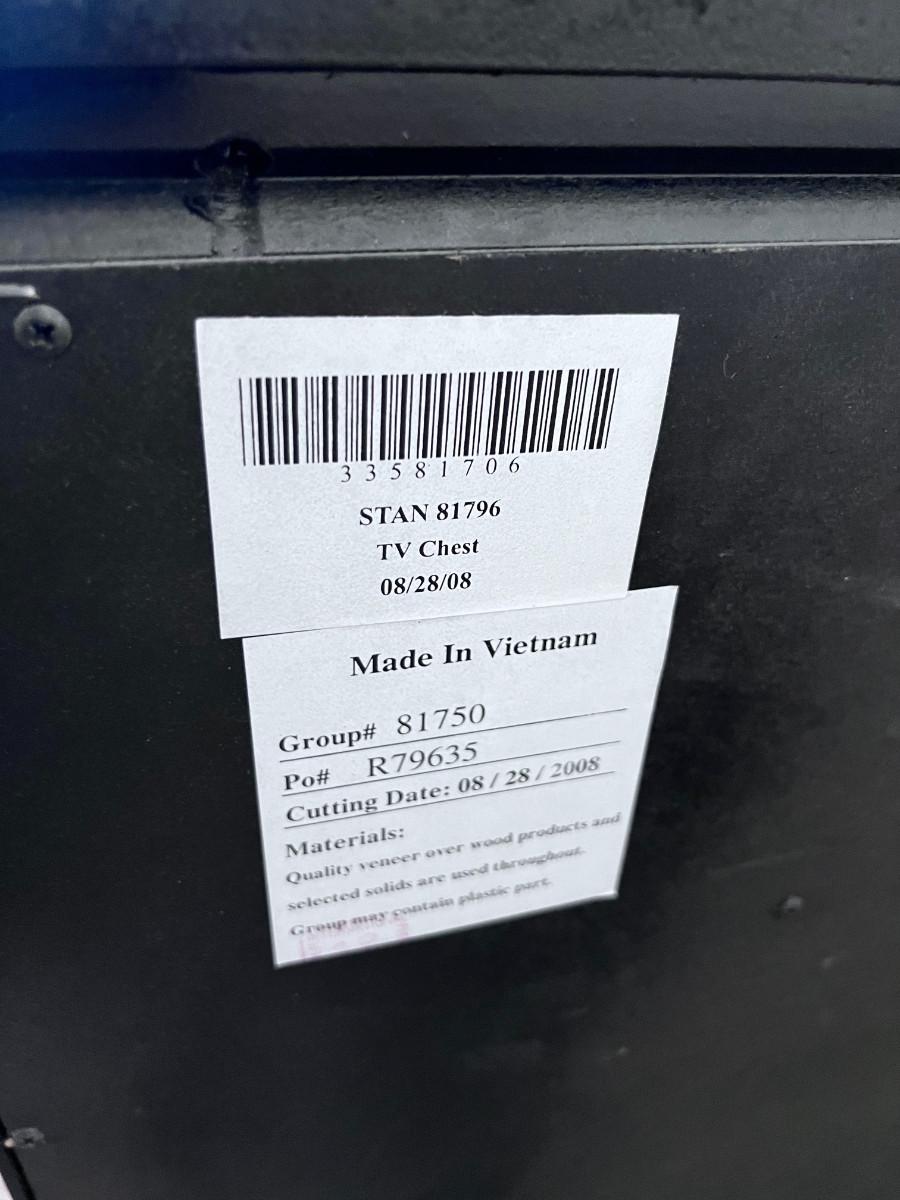 33581706
STAN 81796
TV Chest
08/28/08
Made In Vietnam
Group# 81750
Po# R79635
Cutting Date: 08 / 28 / 2008
Materials:
Quality veneer over wood products and
selected solids are used throughout.
Group may contain plastic part.